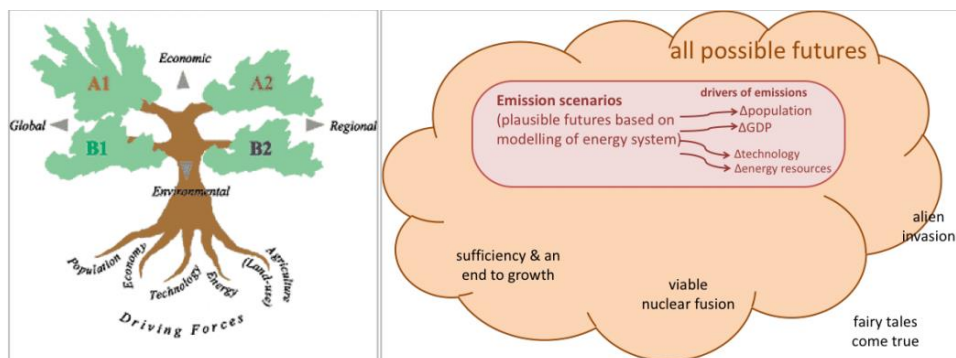 Economic
A1
A2
Global
Regional
B1
B2
Environmental
Population
Economy
Technology
Energy
Agriculture
(Land-use)
Driving Forces
all possible futures
Emission scenarios
(plausible futures based on
modelling of energy system)
drivers of emissions
Δpopulation
ΔGDP
Δtechnology
Δenergy resources
alien
invasion
sufficiency & an
end to growth
viable
nuclear fusion
fairy tales
come true